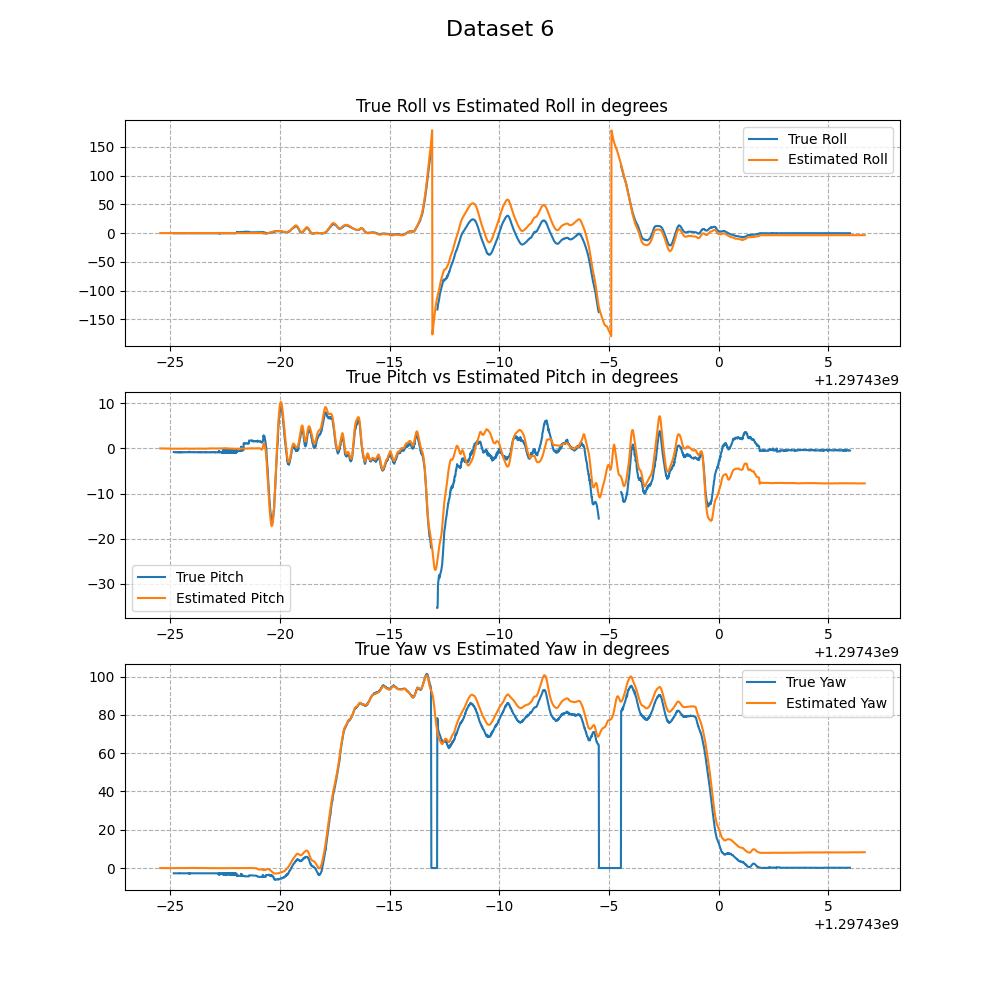 Dataset 6
True Roll vs Estimated Roll in degrees
True Roll
Estimated Roll
150
100
50
0
−50
−100
−150
−25 −20 −15 −10 −5 0 5
+1.29743e9
True Pitch vs Estimated Pitch in degrees
10
0
−10
−20
−30
True Pitch
Estimated Pitch
−25 −20 −15 −10 −5 0 5
+1.29743e9
True Yaw vs Estimated Yaw in degrees
True Yaw
Estimated Yaw
100
80
60
40
20
0
−25 −20 −15 −10 −5 0 5
+1.29743e9